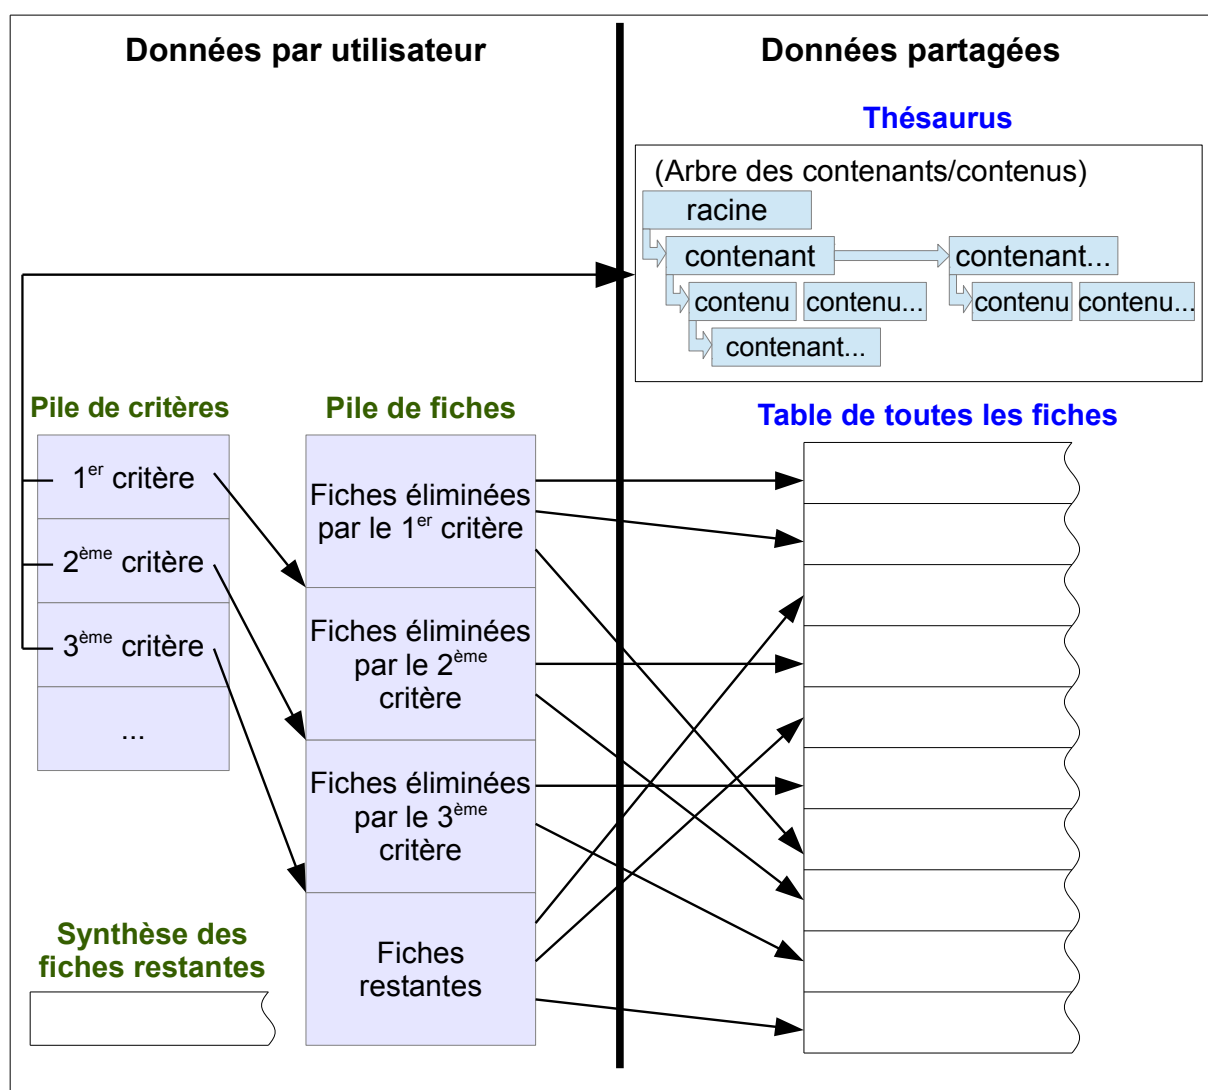 Données par utilisateur
Données partagées
Thésaurus
(Arbre des contenants/contenus)
racine
contenant
contenant...
contenu
contenu...
contenu
contenu...
contenant...
Pile de critères
1er critère
2ème critère
3ème critère
...
Pile de fiches
Fiches éliminées
par le 1er critère
Fiches éliminées
par le 2ème
critère
Fiches éliminées
par le 3ème
critère
Fiches
restantes
Table de toutes les fiches
Synthèse des
fiches restantes